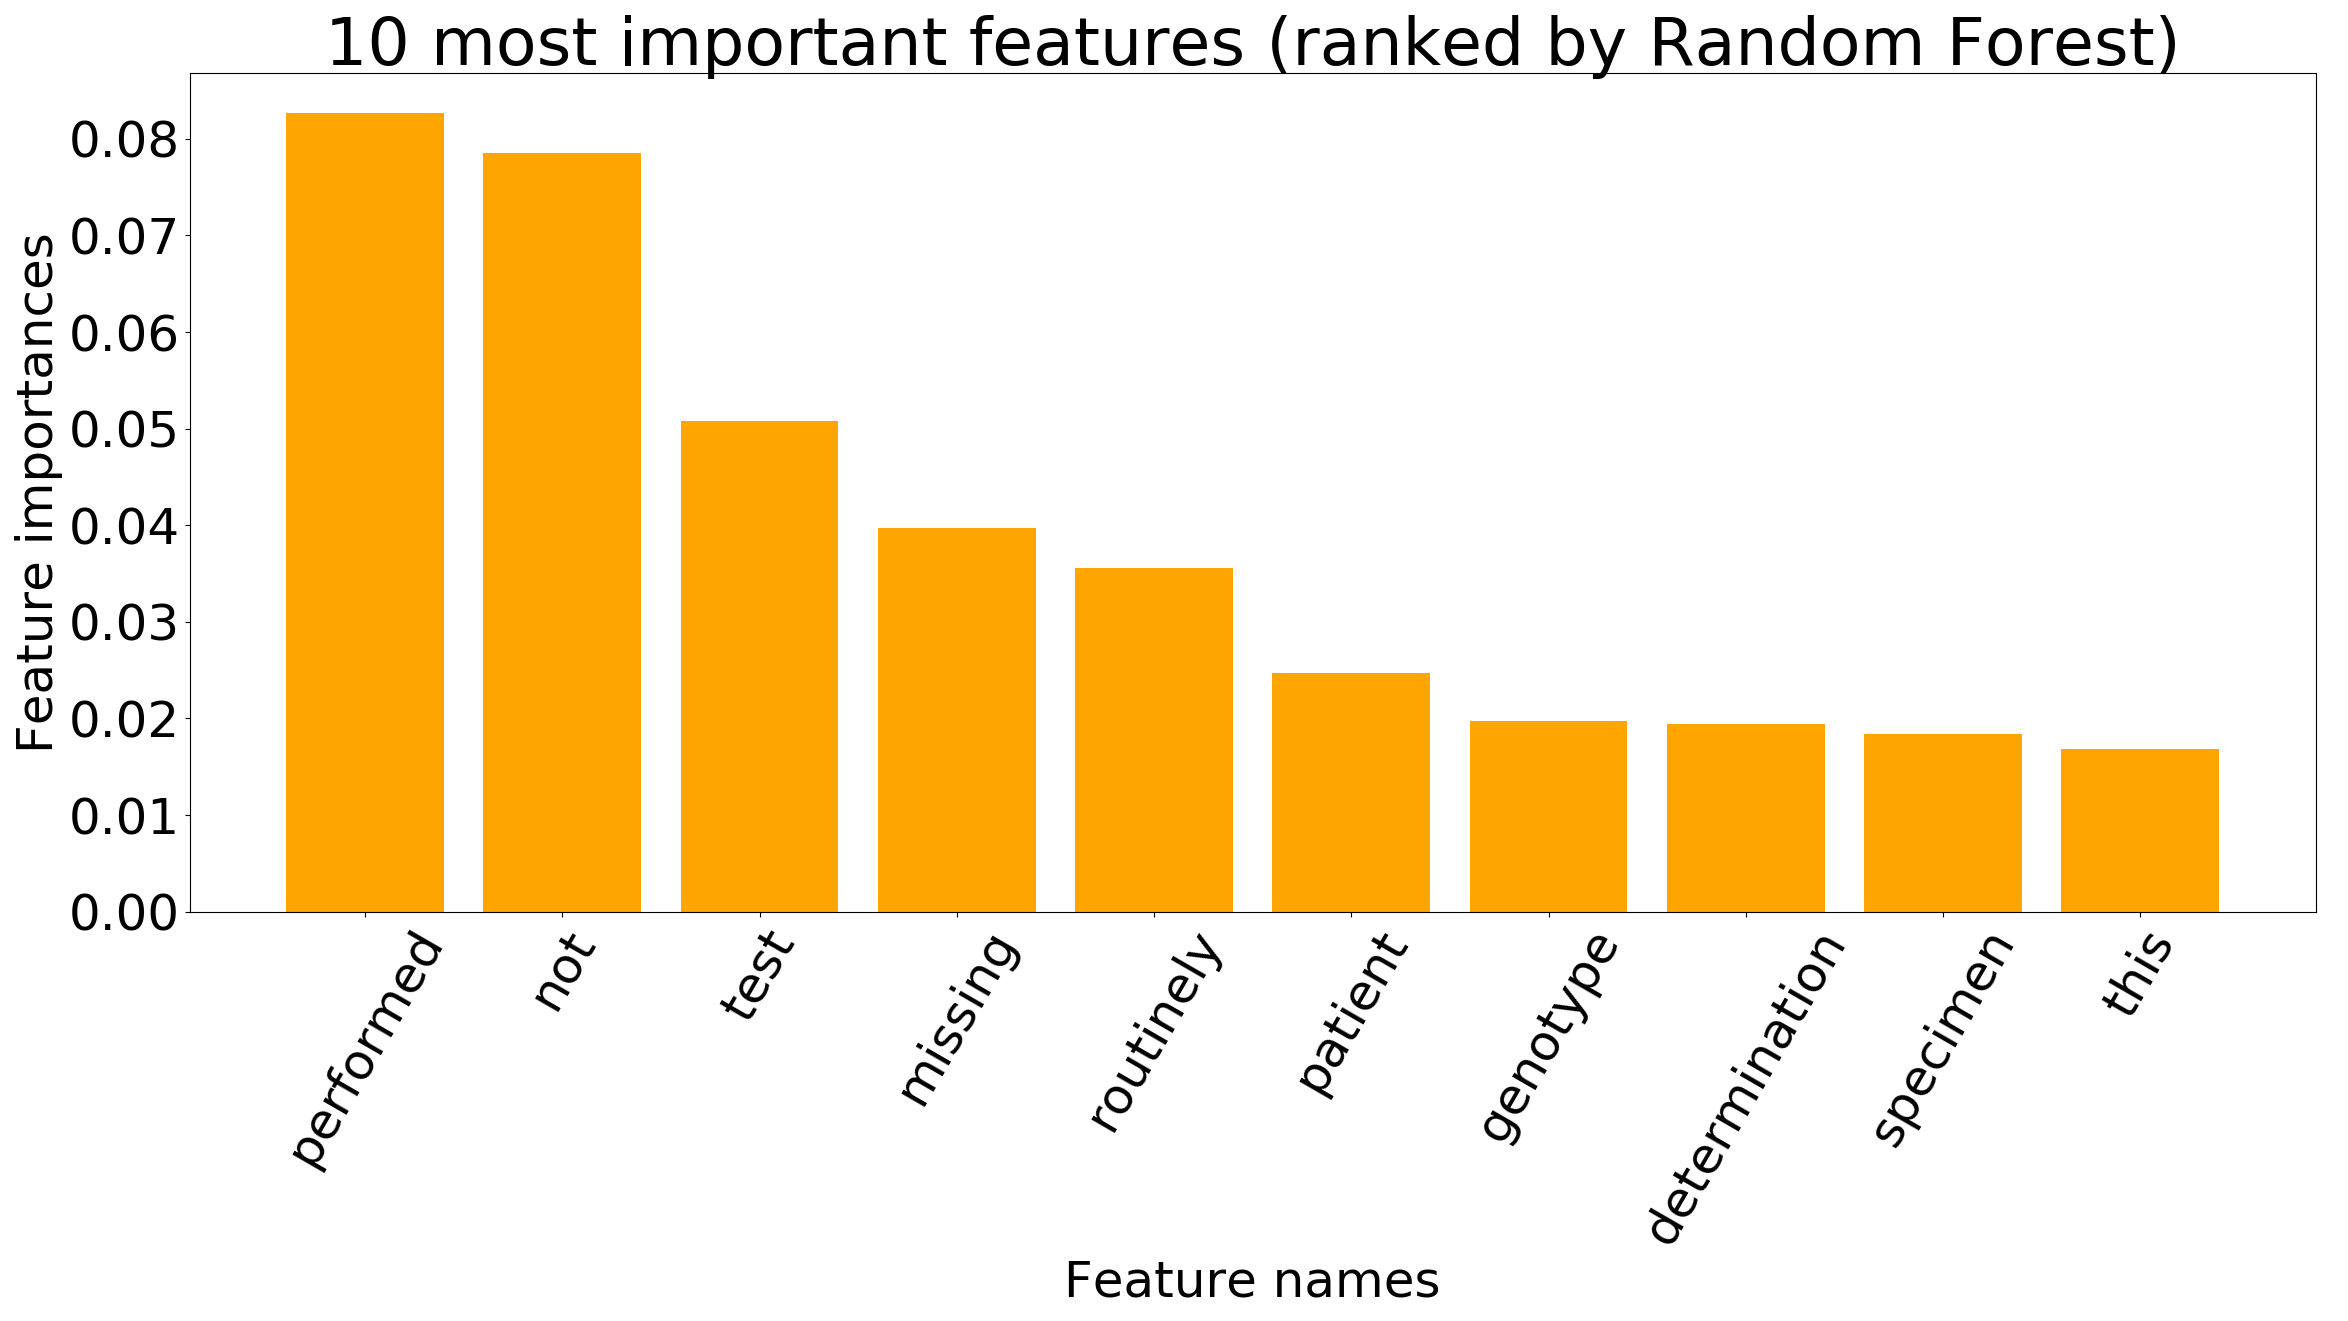 10 most important features (ranked by Random Forest)
Feature importances
0.08
0.07
0.06
0.05
0.04
0.03
0.02
0.01
0.00
performed
not
test
missing
routinely
patient
genotype
determination
specimen
this
Feature names